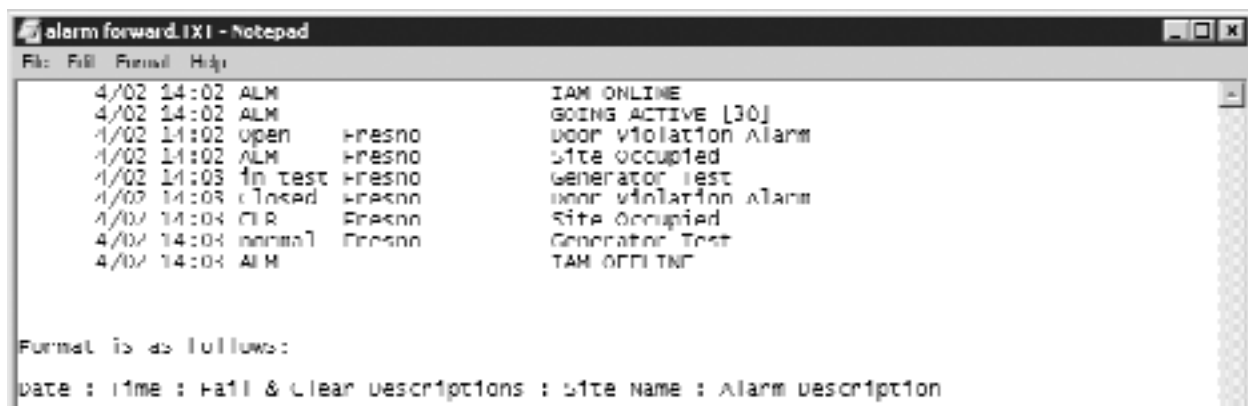 alarm forward.TXT - Notepad
File Edit Format Help
4/02 14:02 ALM IAM ONLINE
4/02 14:02 ALM GOING ACTIVE [30]
4/02 14:02 Open Fresno Door Violation Alarm
4/02 14:02 ALM Fresno Site Occupied
4/02 14:03 in test Fresno Generator Test
4/02 14:03 Closed Fresno Door Violation Alarm
4/02 14:03 CLR Fresno Site Occupied
4/02 14:03 normal Fresno Generator Test
4/02 14:03 ALM IAM OFFLINE
Format is as follows:
Date : Time : Fail & Clear Descriptions : Site Name : Alarm Description